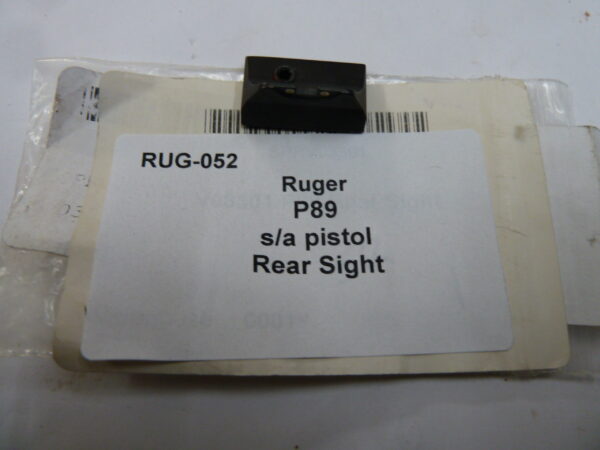 RUG-052
Ruger
P89
s/a pistol
Rear Sight